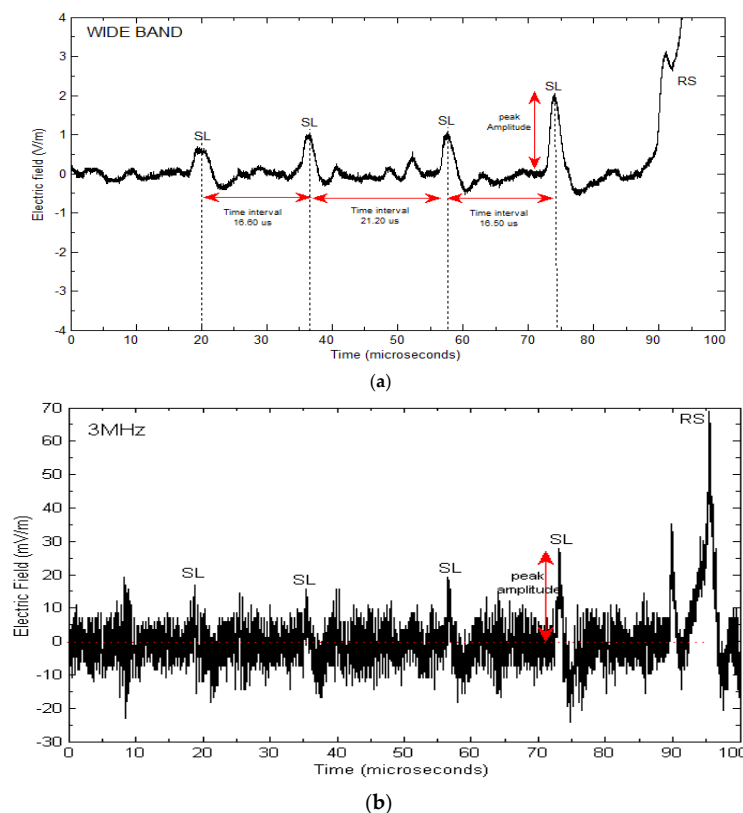 WIDE BAND
4
3
2
1
0
-1
-2
-3
-4
Electric field (V/m)
SL
SL
SL
SL
RS
peak
Amplitude
Time interval
16.60 us
Time interval
21.20 us
Time interval
16.50 us
0 10 20 30 40 50 60 70 80 90 100
Time (microseconds)
(a)
3MHz
70
60
50
40
30
20
10
0
-10
-20
-30
Electric Field (mV/m)
SL
SL
SL
SL
RS
peak
amplitude
0 10 20 30 40 50 60 70 80 90 100
Time (microseconds)
(b)